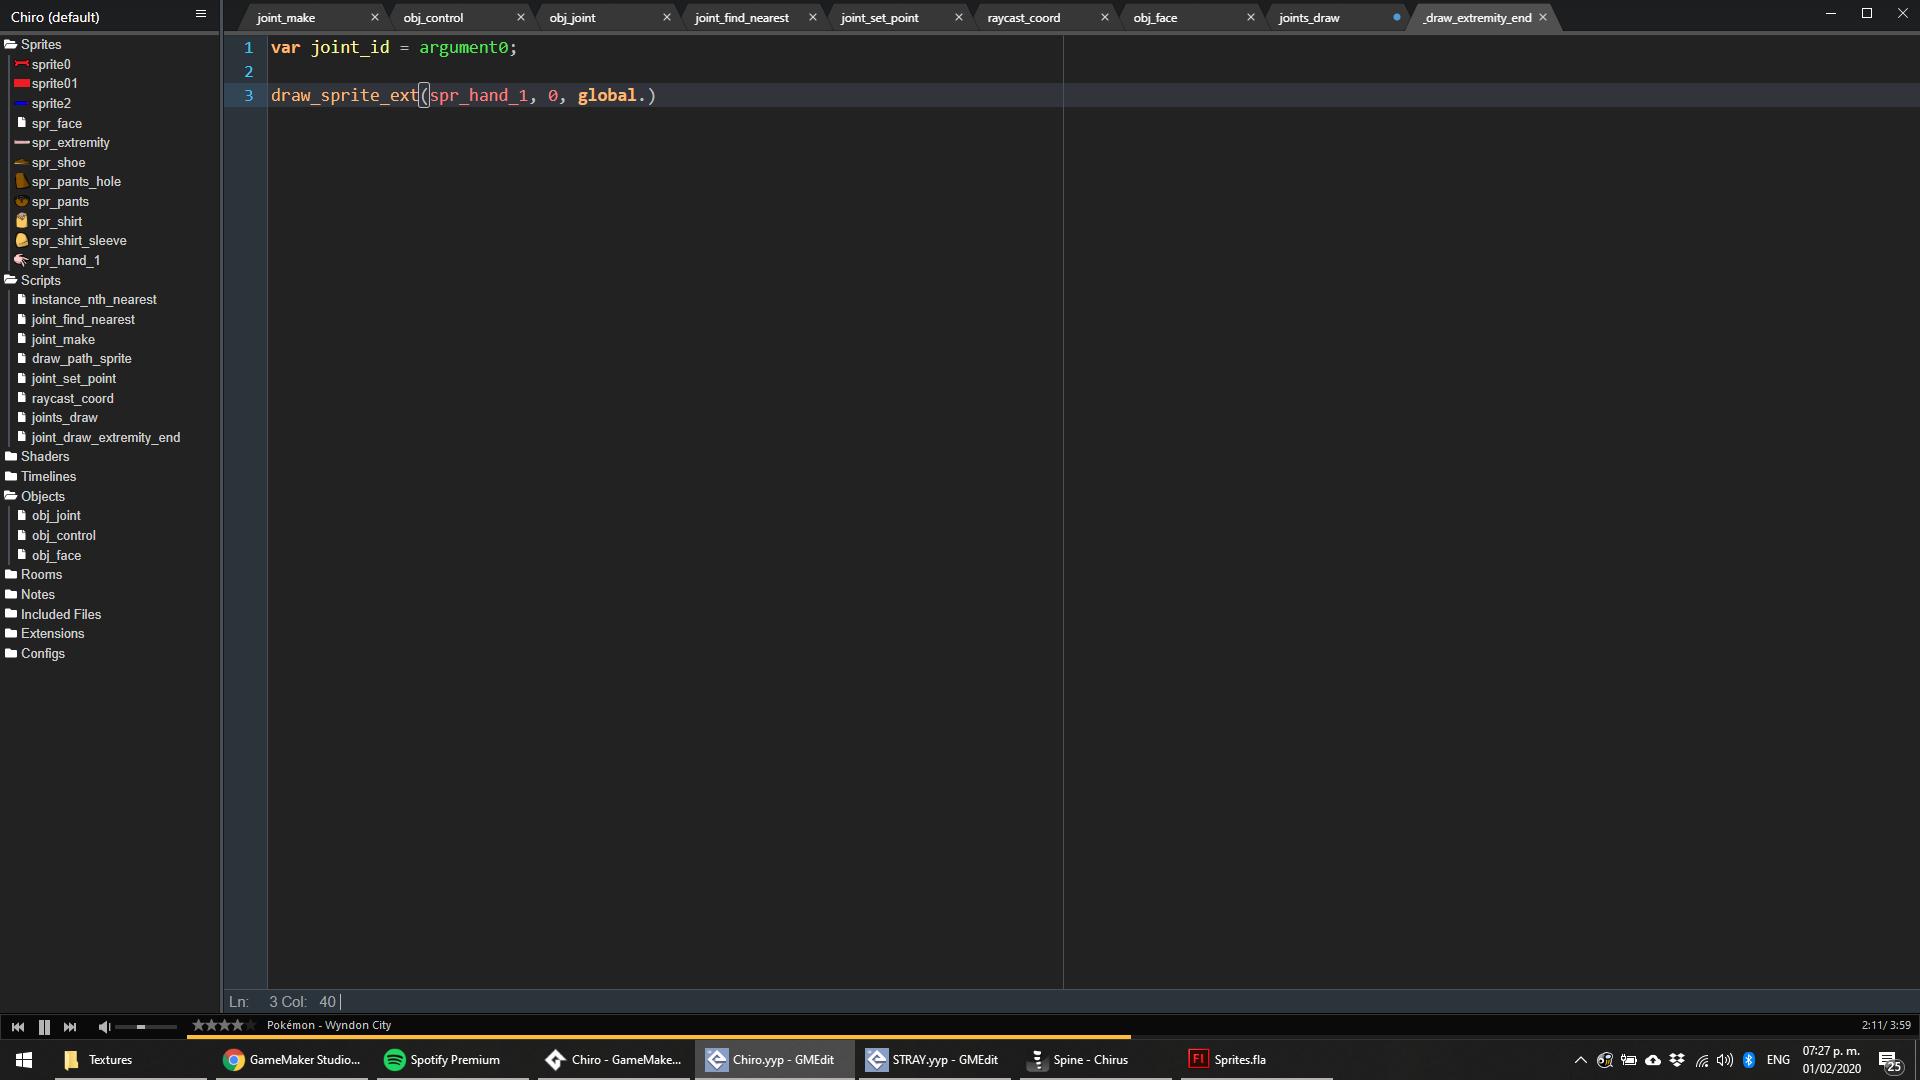 Chiro (default)
joint_make
obj_control
obj_joint
joint_find_nearest
joint_set_point
raycast_coord
obj_face
joints_draw
_draw_extremity_end
Sprites
sprite0
sprite01
sprite2
spr_face
spr_extremity
spr_shoe
spr_pants_hole
spr_pants
spr_shirt
spr_shirt_sleeve
spr_hand_1
Scripts
instance_nth_nearest
joint_find_nearest
joint_make
draw_path_sprite
joint_set_point
raycast_coord
joints_draw
joint_draw_extremity_end
Shaders
Timelines
Objects
obj_joint
obj_control
obj_face
Rooms
Notes
Included Files
Extensions
Configs
1 var joint_id = argument0;
2
3 draw_sprite_ext(spr_hand_1, 0, global.)
Ln: 3 Col: 40
Pokémon - Wyndon City
2:11/ 3:59
Textures
GameMaker Studio...
Spotify Premium
Chiro - GameMake...
Chiro.yyp - GMEdit
STRAY.yyp - GMEdit
Spine - Chirus
Fl Sprites.fla
ENG
07:27 p. m.
01/02/2020
25